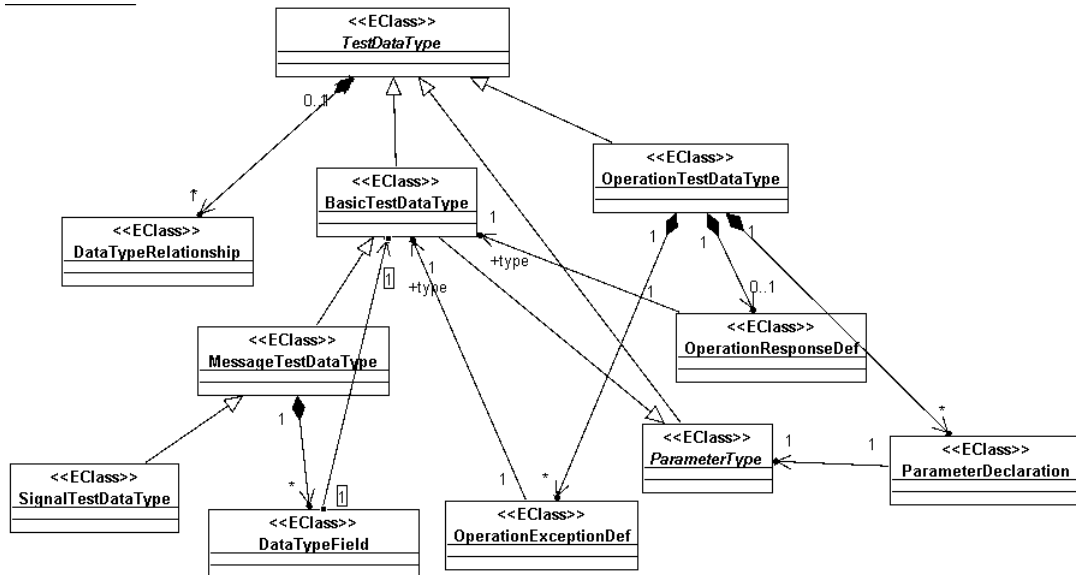 <<EClass>>
TestDataType
0..1
1
*
<<EClass>>
OperationTestDataType
<<EClass>>
BasicTestDataType
1
+type
1
1
1
<<EClass>>
DataTypeRelationship
1
1
+type
1
0..1
<<EClass>>
OperationResponseDef
<<EClass>>
MessageTestDataType
1
*
<<EClass>>
ParameterType
1
1
<<EClass>>
ParameterDeclaration
<<EClass>>
SignalTestDataType
*
1
1
*
<<EClass>>
DataTypeField
<<EClass>>
OperationExceptionDef